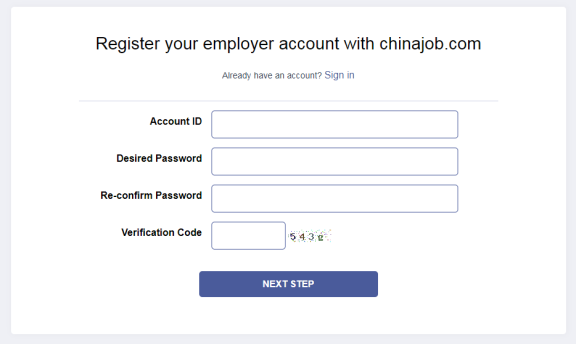 Register your employer account with chinajob.com
Already have an account? Sign in
Account ID
Desired Password
Re-confirm Password
Verification Code
NEXT STEP